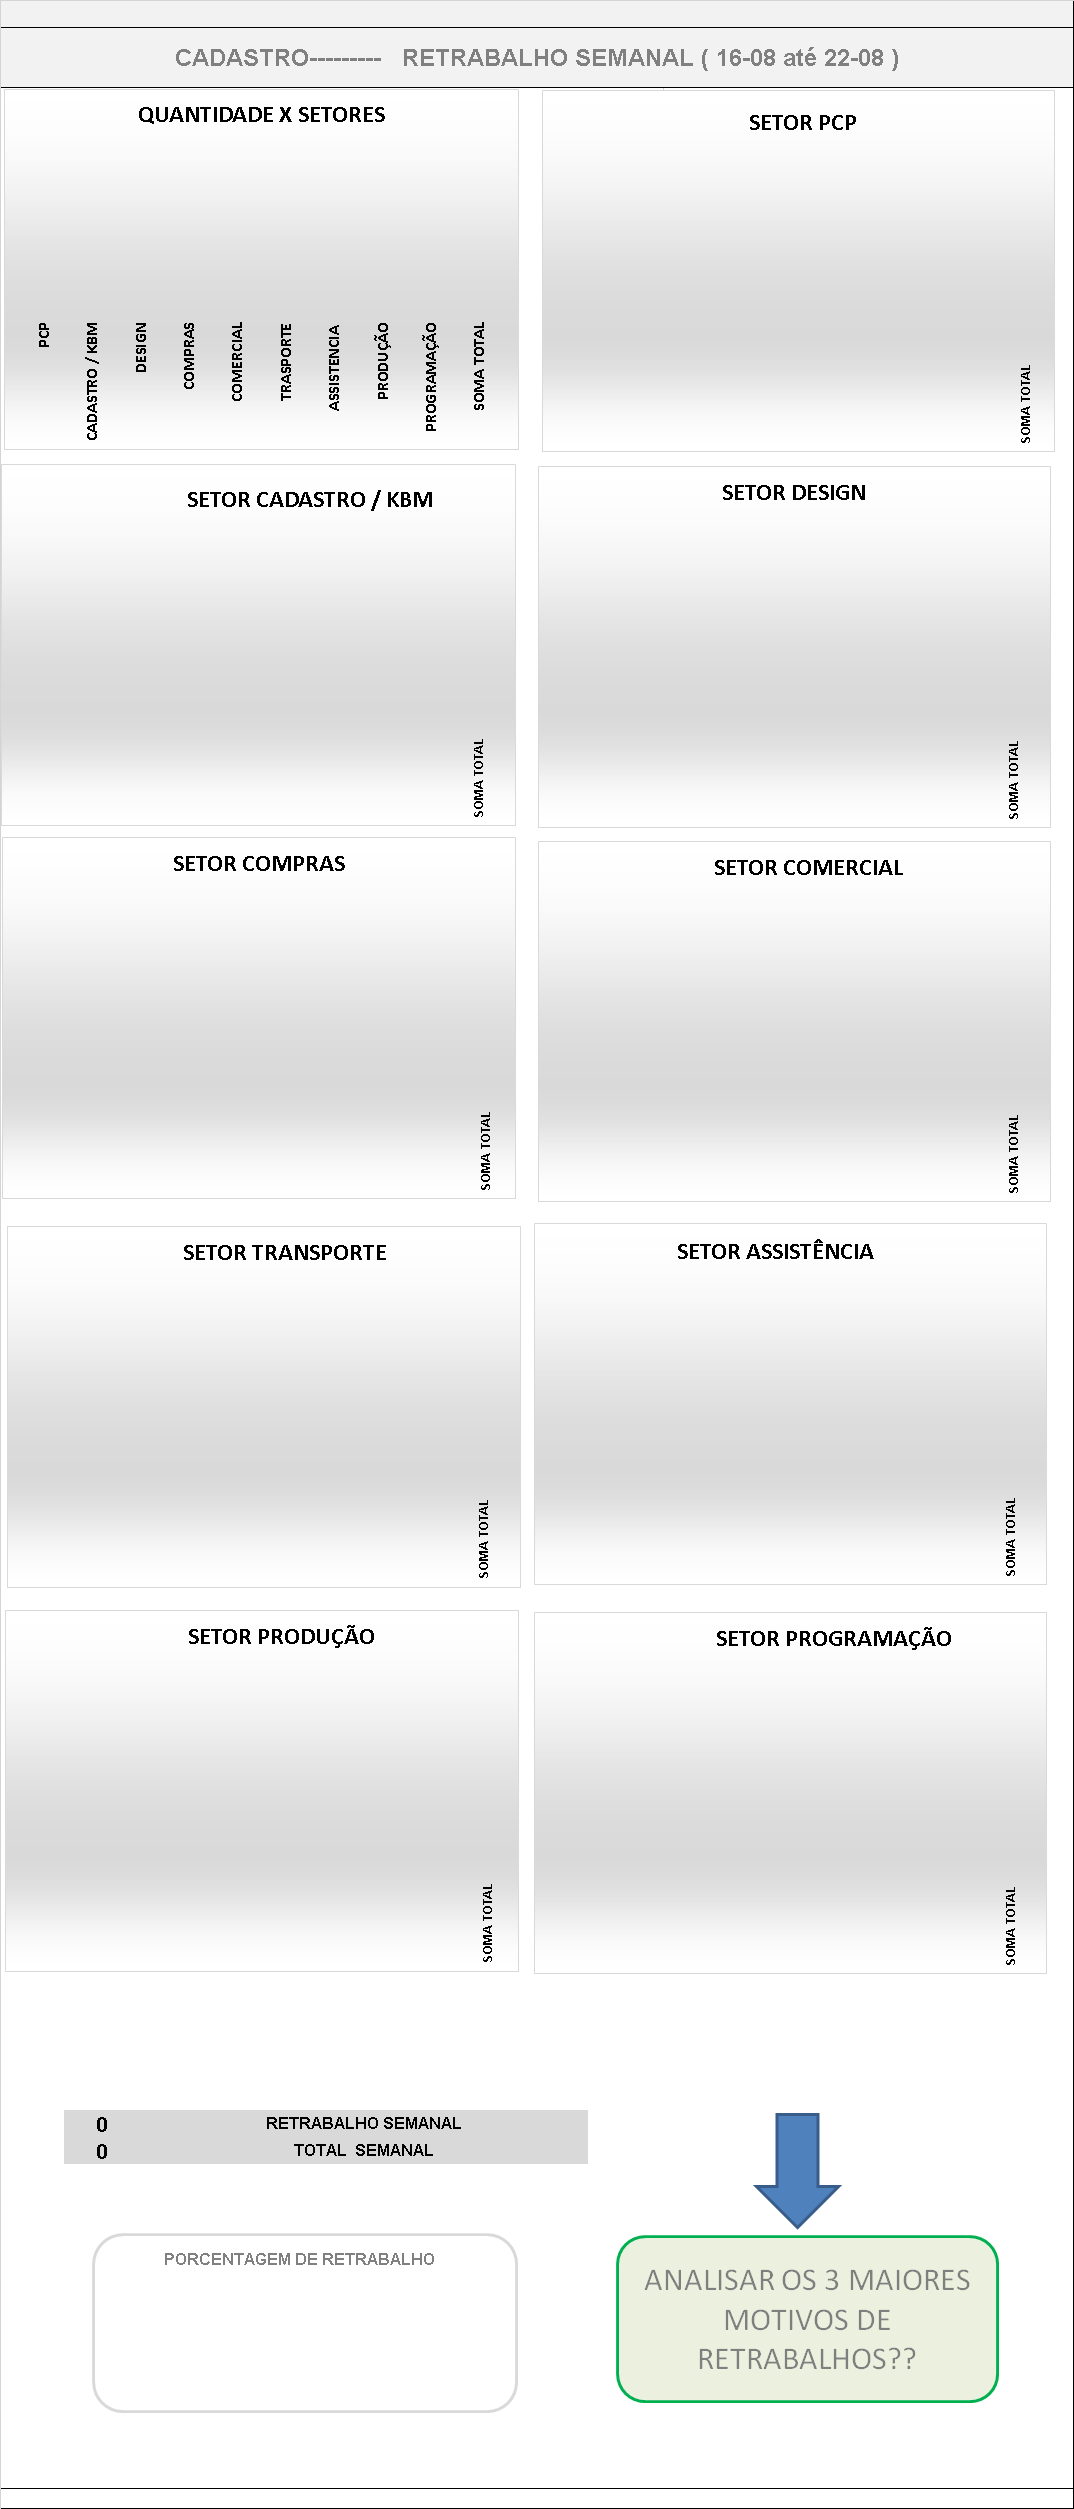 CADASTRO--------- RETRABALHO SEMANAL ( 16-08 até 22-08 )
QUANTIDADE X SETORES
PCP
CADASTRO / KBM
DESIGN
COMPRAS
COMERCIAL
TRASPORTE
ASSISTENCIA
PRODUÇÃO
PROGRAMAÇÃO
SOMA TOTAL
SETOR PCP
SOMA TOTAL
SETOR CADASTRO / KBM
SOMA TOTAL
SETOR DESIGN
SOMA TOTAL
SETOR COMPRAS
SOMA TOTAL
SETOR COMERCIAL
SOMA TOTAL
SETOR TRANSPORTE
SOMA TOTAL
SETOR ASSISTÊNCIA
SOMA TOTAL
SETOR PRODUÇÃO
SOMA TOTAL
SETOR PROGRAMAÇÃO
SOMA TOTAL
0 RETRABALHO SEMANAL
0 TOTAL SEMANAL
PORCENTAGEM DE RETRABALHO
ANALISAR OS 3 MAIORES
MOTIVOS DE
RETRABALHOS??